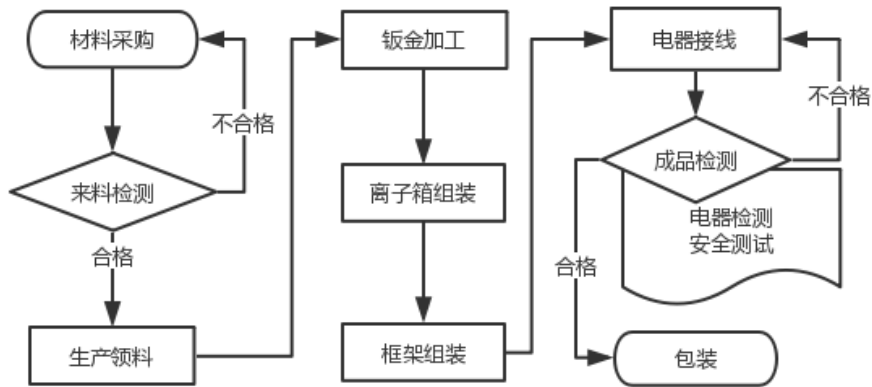 材料采购
不合格
来料检测
合格
生产领料
钣金加工
离子箱组装
框架组装
电器接线
不合格
成品检测
电器检测
安全测试
合格
包装